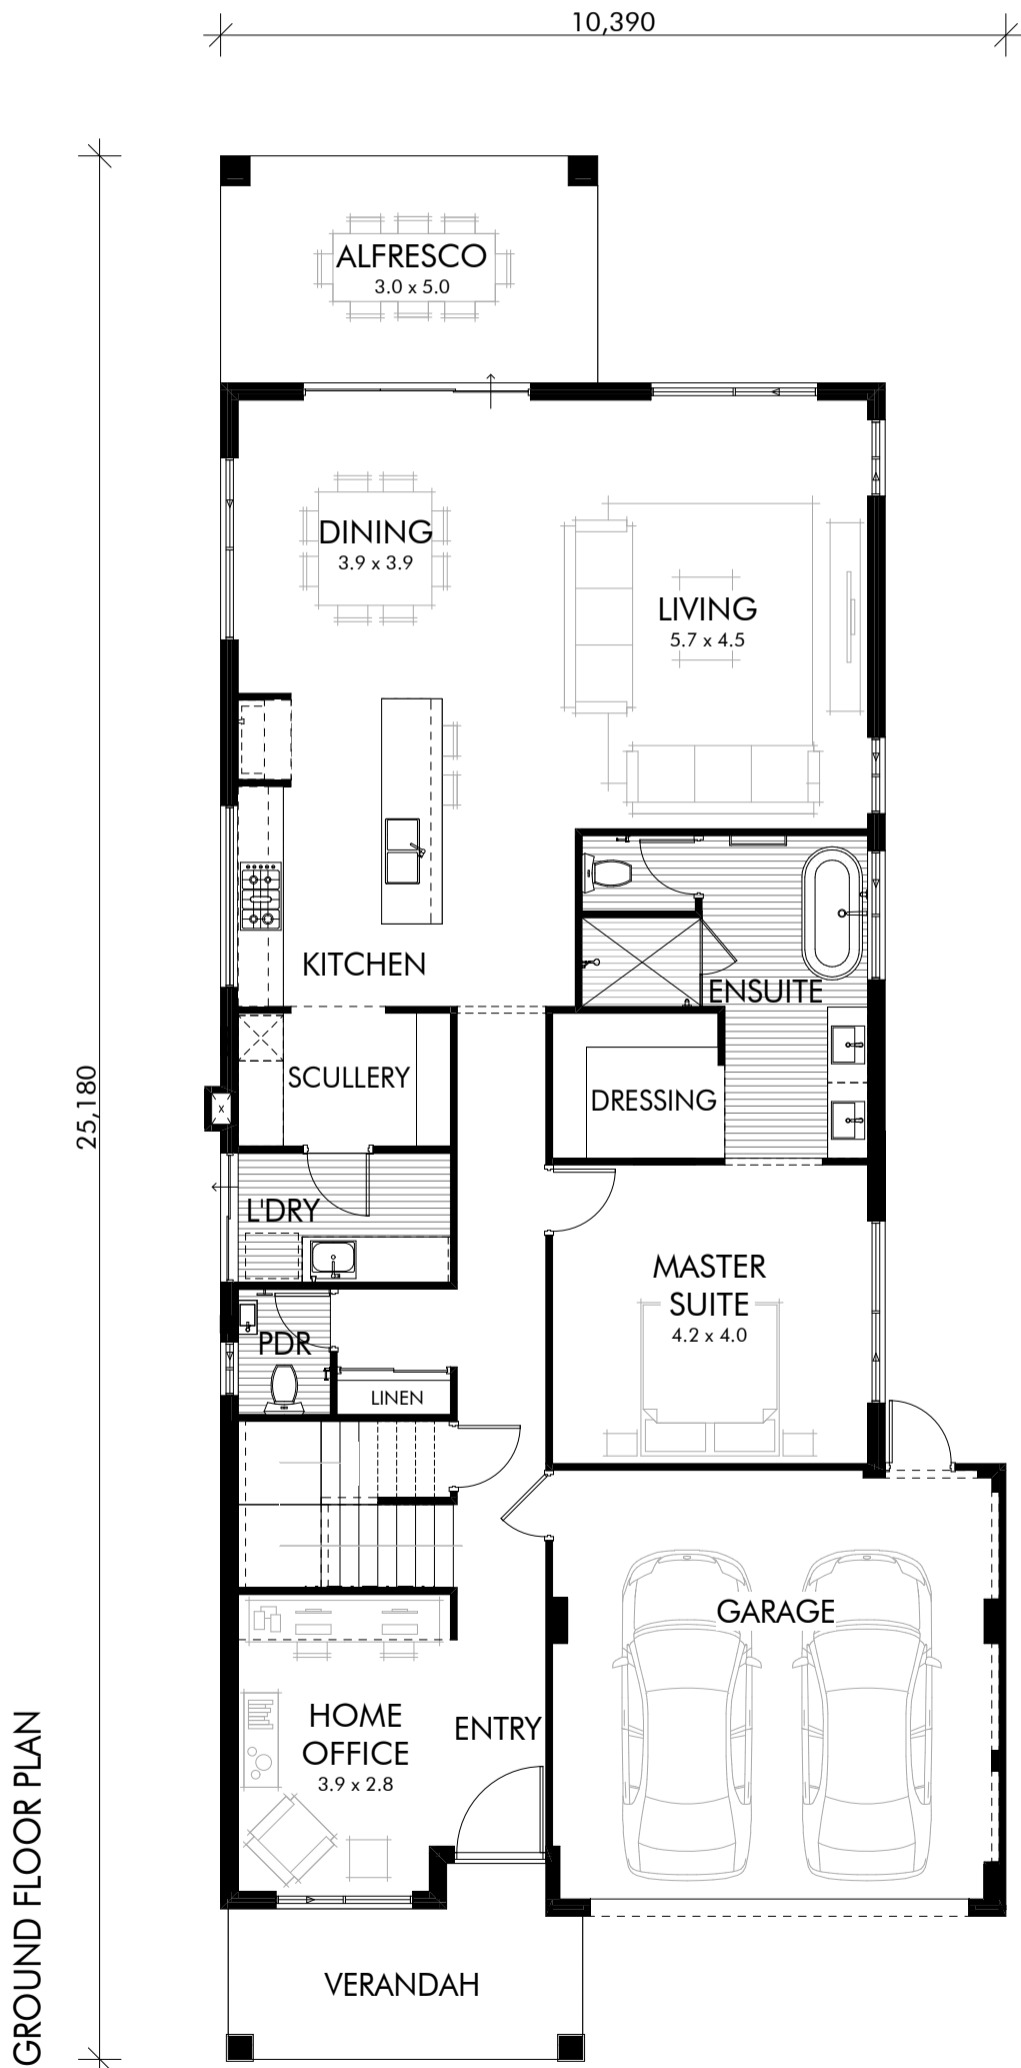 10,390
ALFRESCO
3.0 x 5.0
DINING
3.9 x 3.9
LIVING
5.7 x 4.5
KITCHEN
ENSUITE
SCULLERY
DRESSING
25,180
L'DRY
MASTER
SUITE
4.2 x 4.0
PDR
LINEN
GARAGE
HOME
OFFICE
3.9 x 2.8
ENTRY
VERANDAH
GROUND FLOOR PLAN